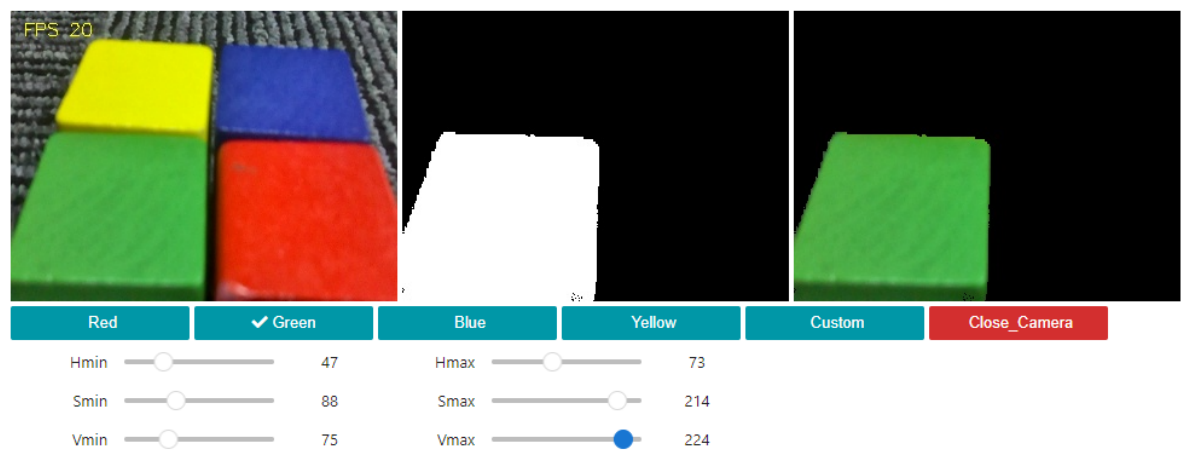 FPS 20
Red Green Blue Yellow Custom Close_Camera
Hmin 47 Hmax 73
Smin 88 Smax 214
Vmin 75 Vmax 224